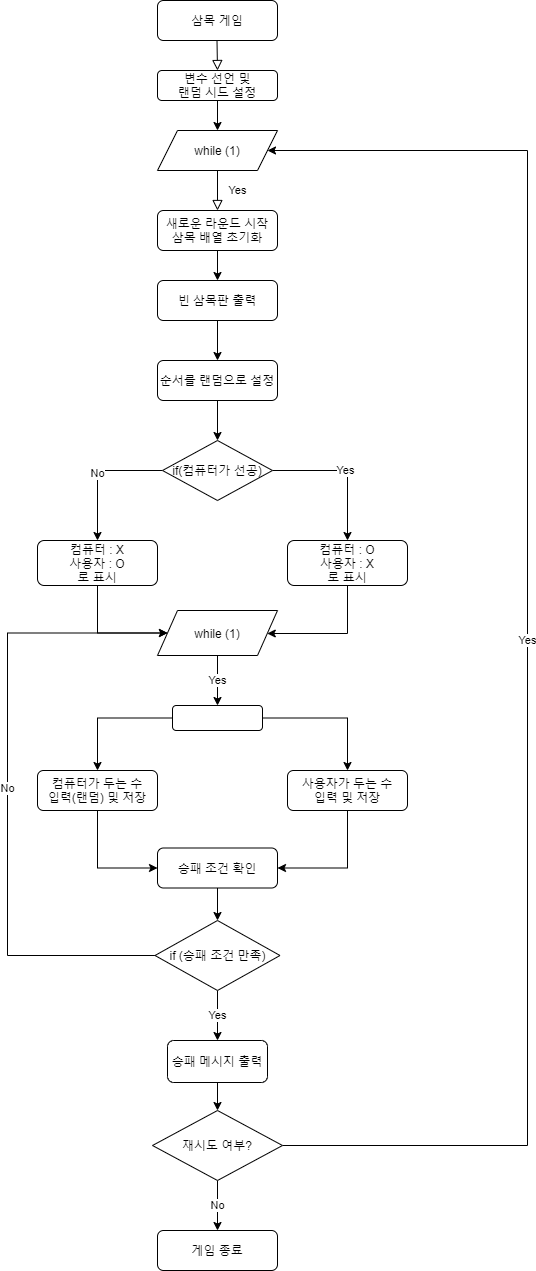 삼목 게임
변수 선언 및
랜덤 시드 설정
while (1)
Yes
새로운 라운드 시작
삼목 배열 초기화
빈 삼목판 출력
순서를 랜덤으로 설정
if(컴퓨터가 선공)
No
Yes
컴퓨터 : X
사용자 : O
로 표시
컴퓨터 : O
사용자 : X
로 표시
while (1)
Yes
Yes
컴퓨터가 두는 수
입력(랜덤) 및 저장
사용자가 두는 수
입력 및 저장
No
승패 조건 확인
if (승패 조건 만족)
Yes
승패 메시지 출력
재시도 여부?
No
게임 종료